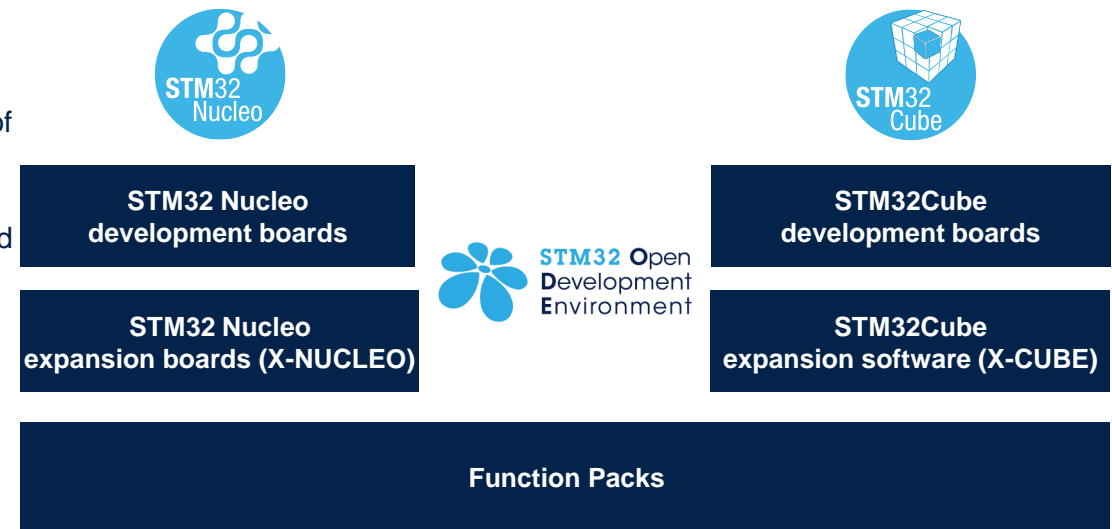 STM32
Nucleo
STM32
Cube
of
STM32 Nucleo
development boards
d
STM32 Open
Development
Environment
STM32Cube
development boards
STM32 Nucleo
expansion boards (X-NUCLEO)
STM32Cube
expansion software (X-CUBE)
Function Packs